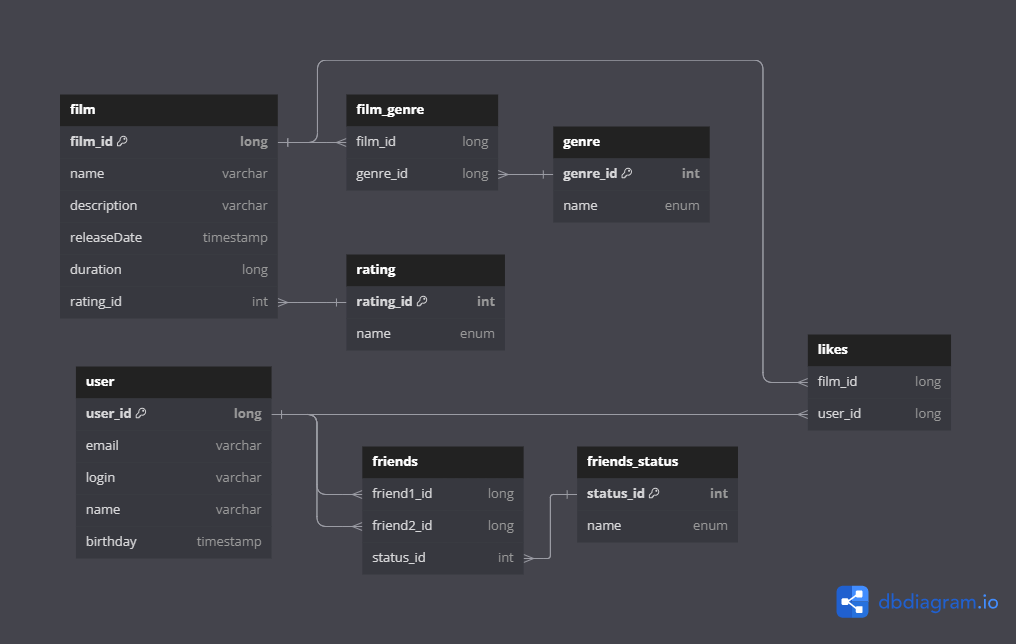 film
film_id long
name varchar
description varchar
releaseDate timestamp
duration long
rating_id int
film_genre
film_id long
genre_id long
genre
genre_id int
name enum
rating
rating_id int
name enum
likes
film_id long
user_id long
user
user_id long
email varchar
login varchar
name varchar
birthday timestamp
friends
friend1_id long
friend2_id long
status_id int
friends_status
status_id int
name enum
dbdiagram.io